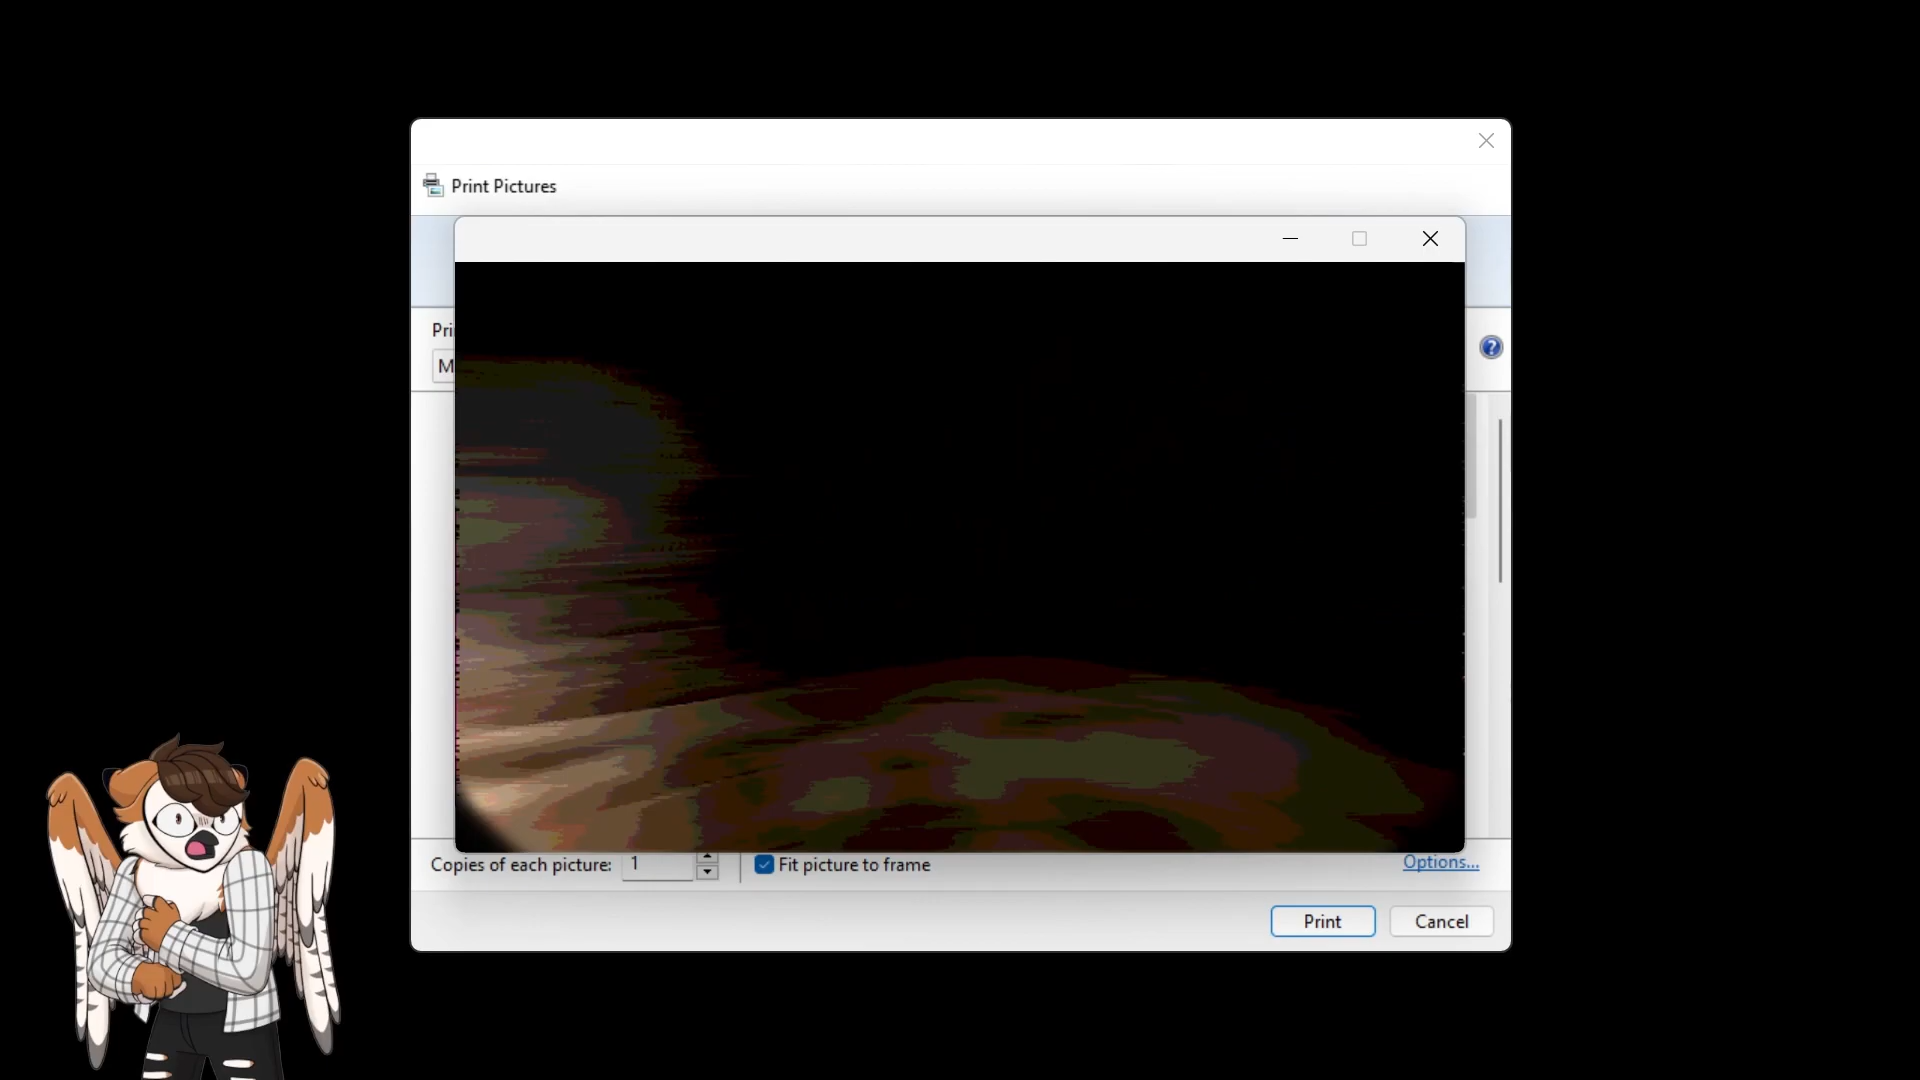 Print Pictures
Pri
M
Copies of each picture: 1
Fit picture to frame
Options...
Print
Cancel